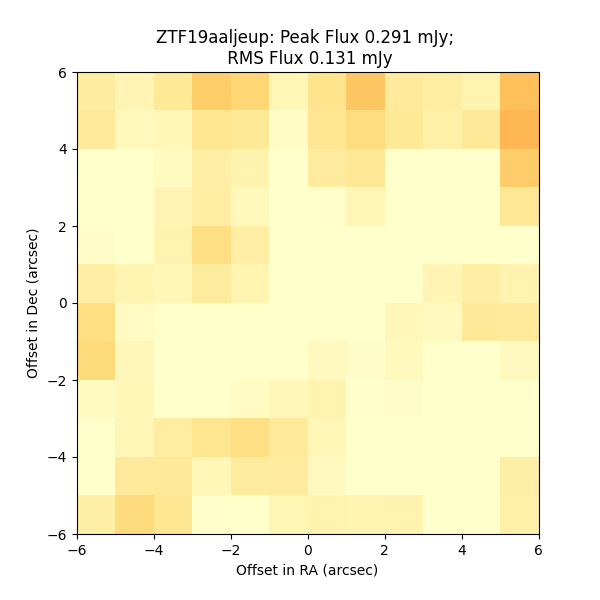 ZTF19aaljeup: Peak Flux 0.291 mJy;
RMS Flux 0.131 mJy
6
4
2
0
−2
−4
−6
Offset in Dec (arcsec)
−6 −4 −2 0 2 4 6
Offset in RA (arcsec)